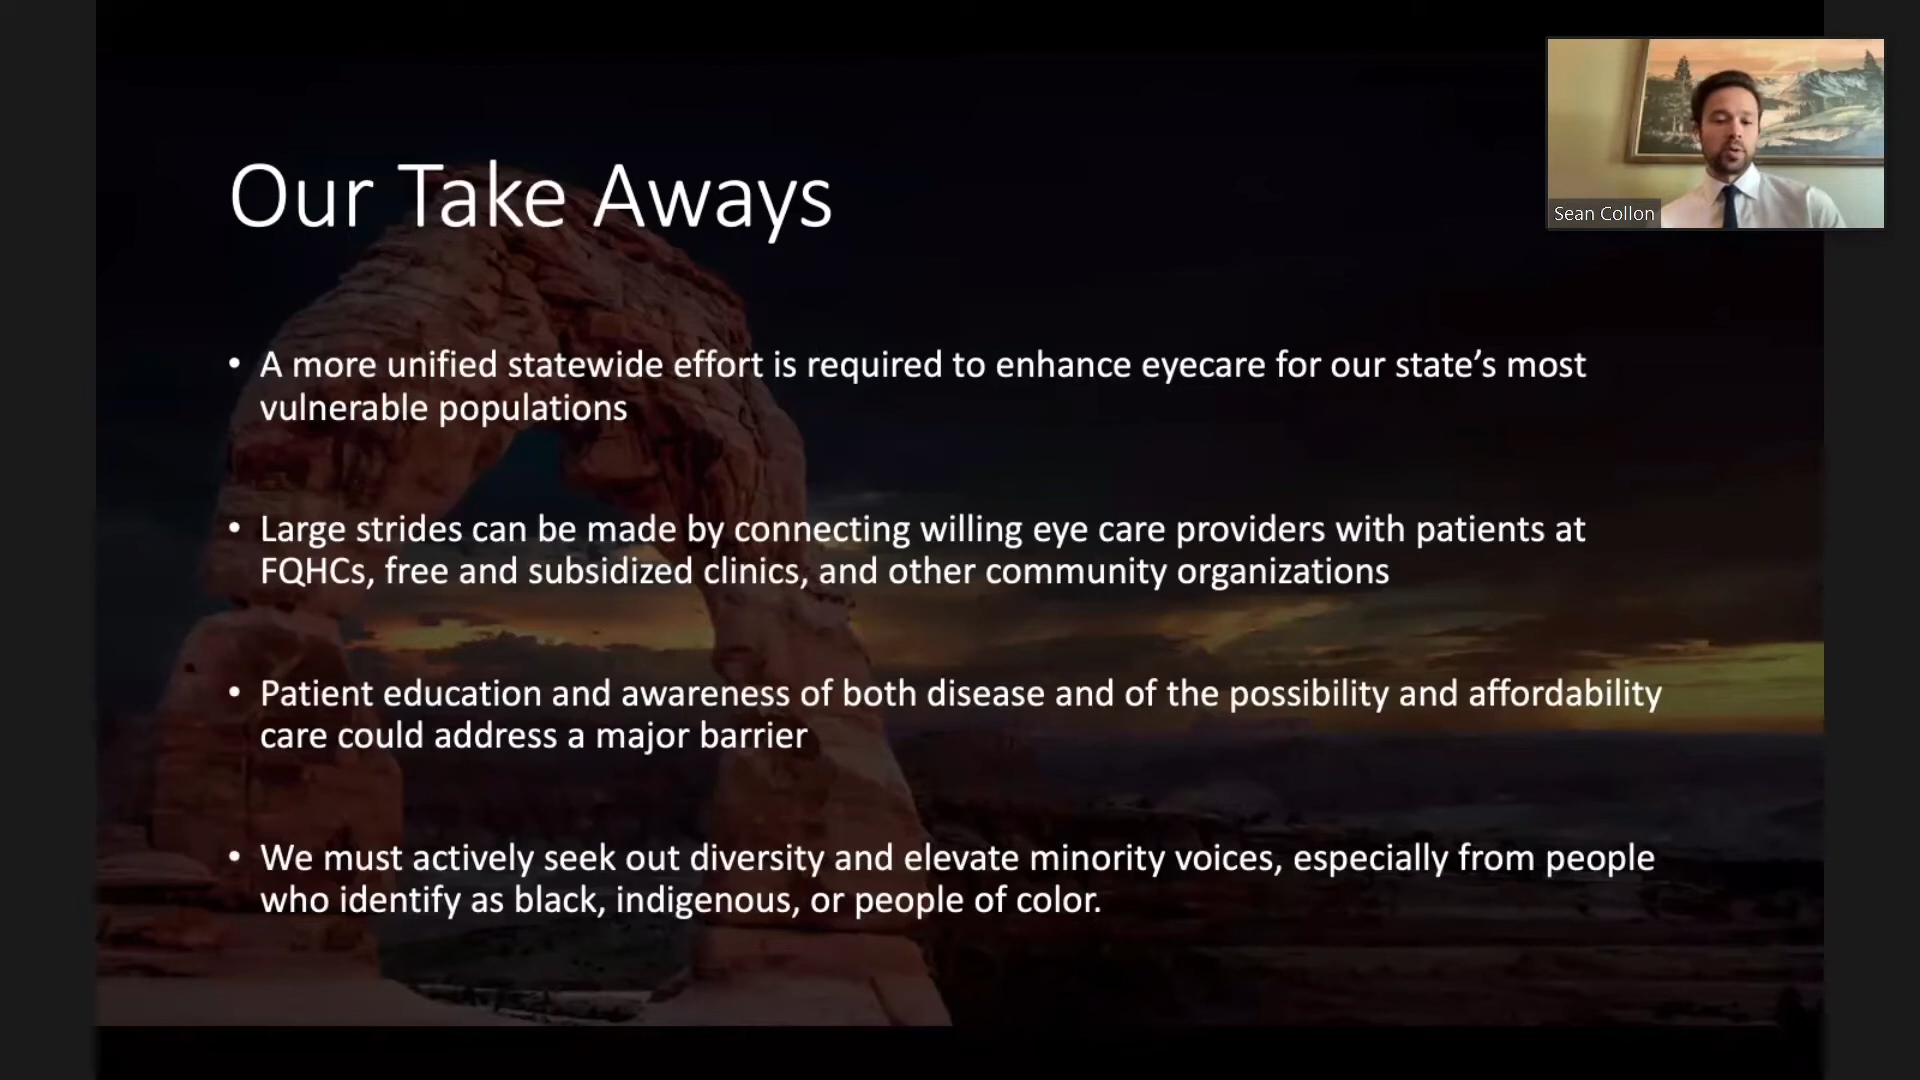 Our Take Aways
Sean Collon
• A more unified statewide effort is required to enhance eyecare for our state’s most
vulnerable populations
• Large strides can be made by connecting willing eye care providers with patients at
FQHCs, free and subsidized clinics, and other community organizations
• Patient education and awareness of both disease and of the possibility and affordability
care could address a major barrier
• We must actively seek out diversity and elevate minority voices, especially from people
who identify as black, indigenous, or people of color.